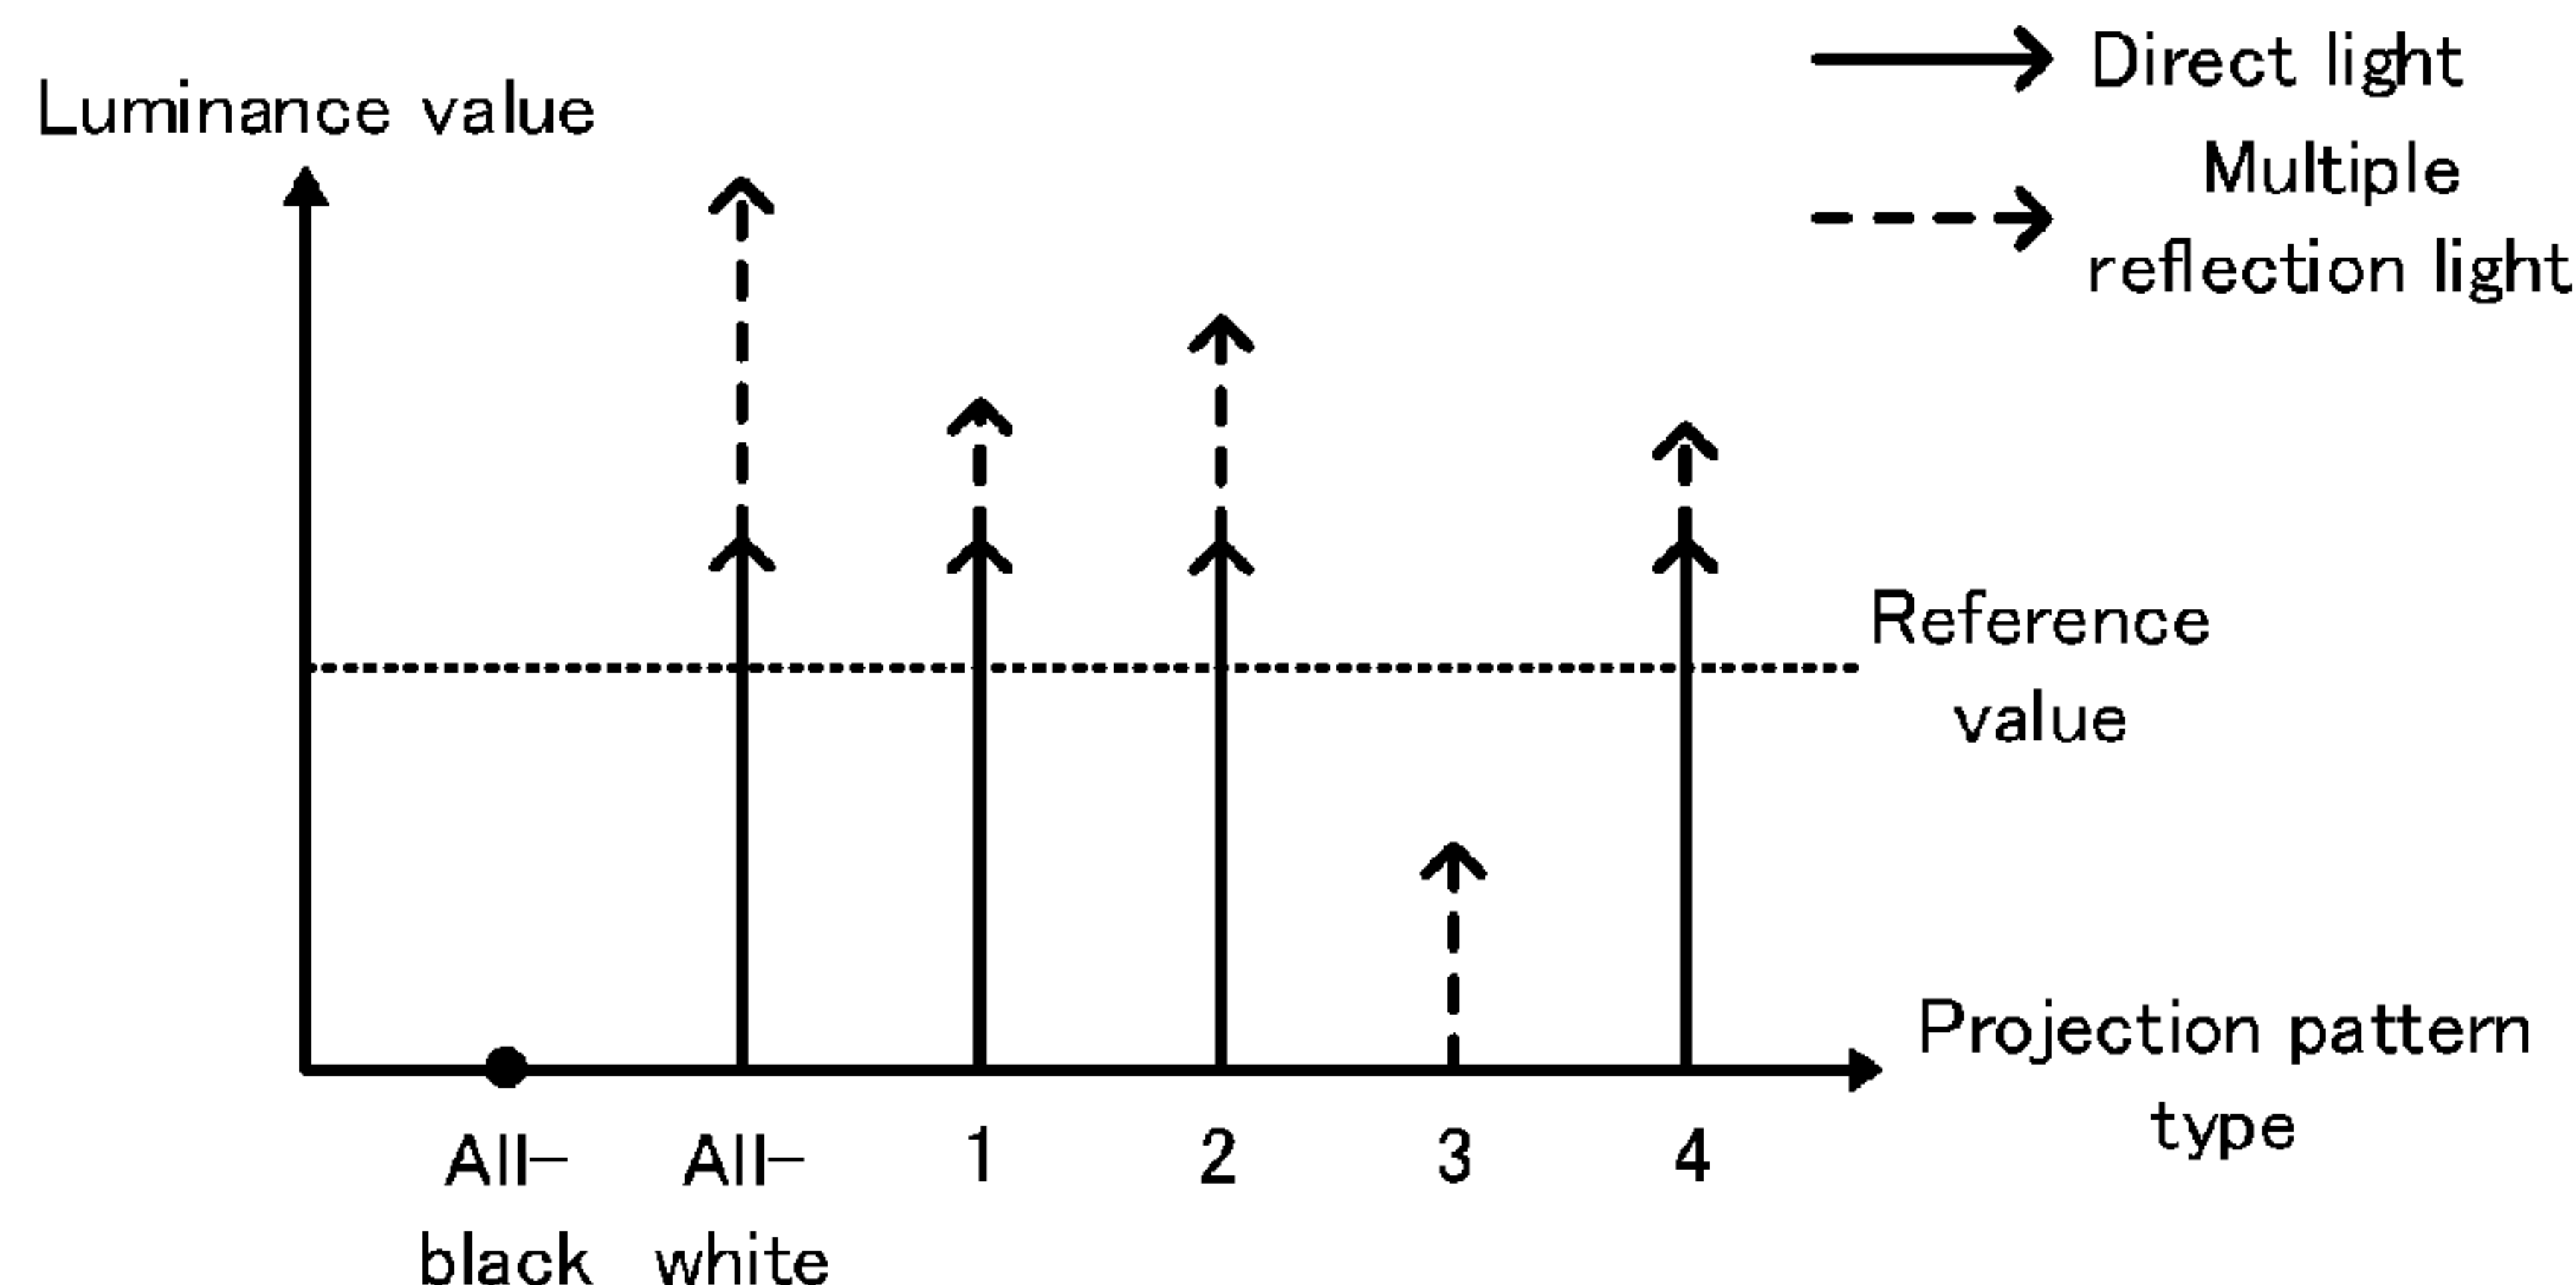 Direct light
Luminance value
Multiple
reflection light
Reference
value
Projection pattern
type
All-
black
All-
white
1
2
3
4